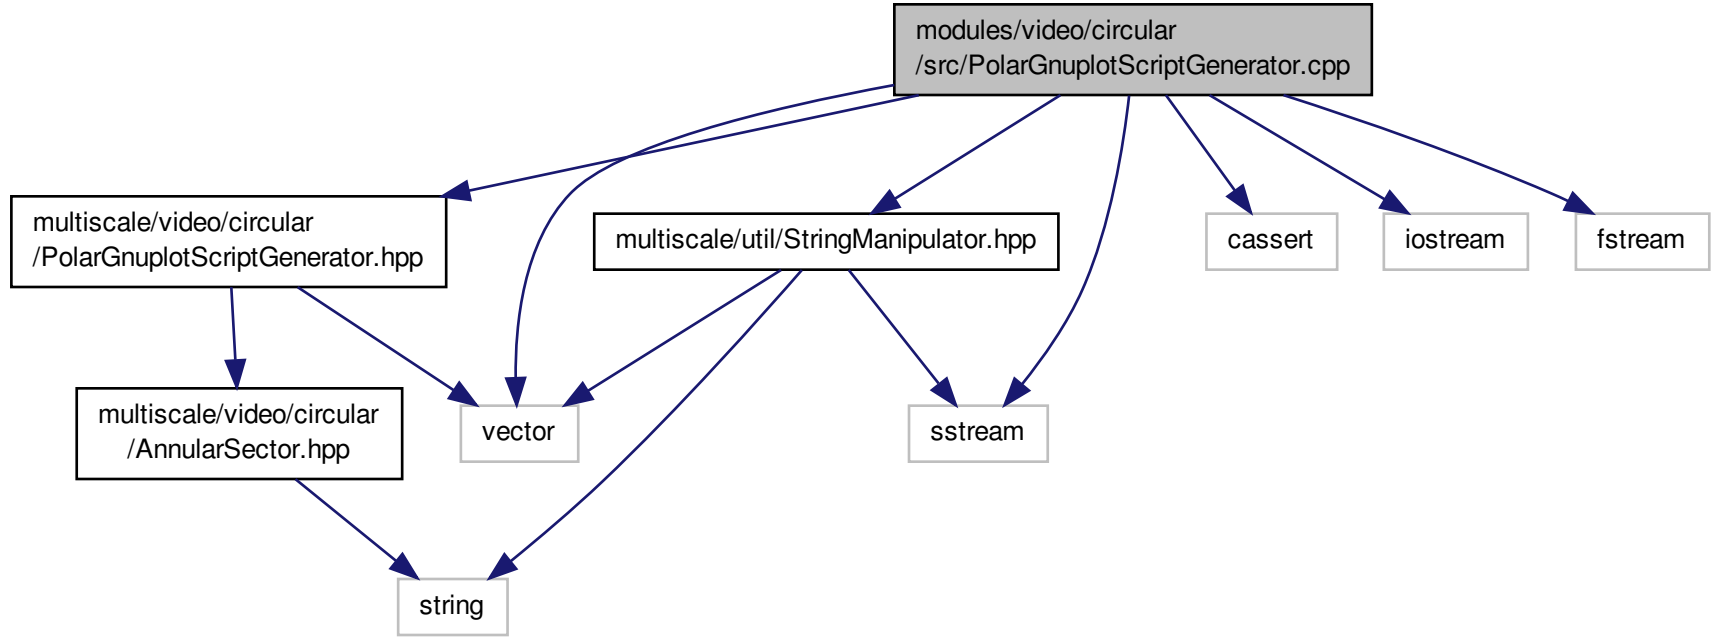 modules/video/circular
/src/PolarGnuplotScriptGenerator.cpp
multiscale/video/circular
/PolarGnuplotScriptGenerator.hpp
multiscale/util/StringManipulator.hpp
cassert
iostream
fstream
multiscale/video/circular
/AnnularSector.hpp
vector
sstream
string